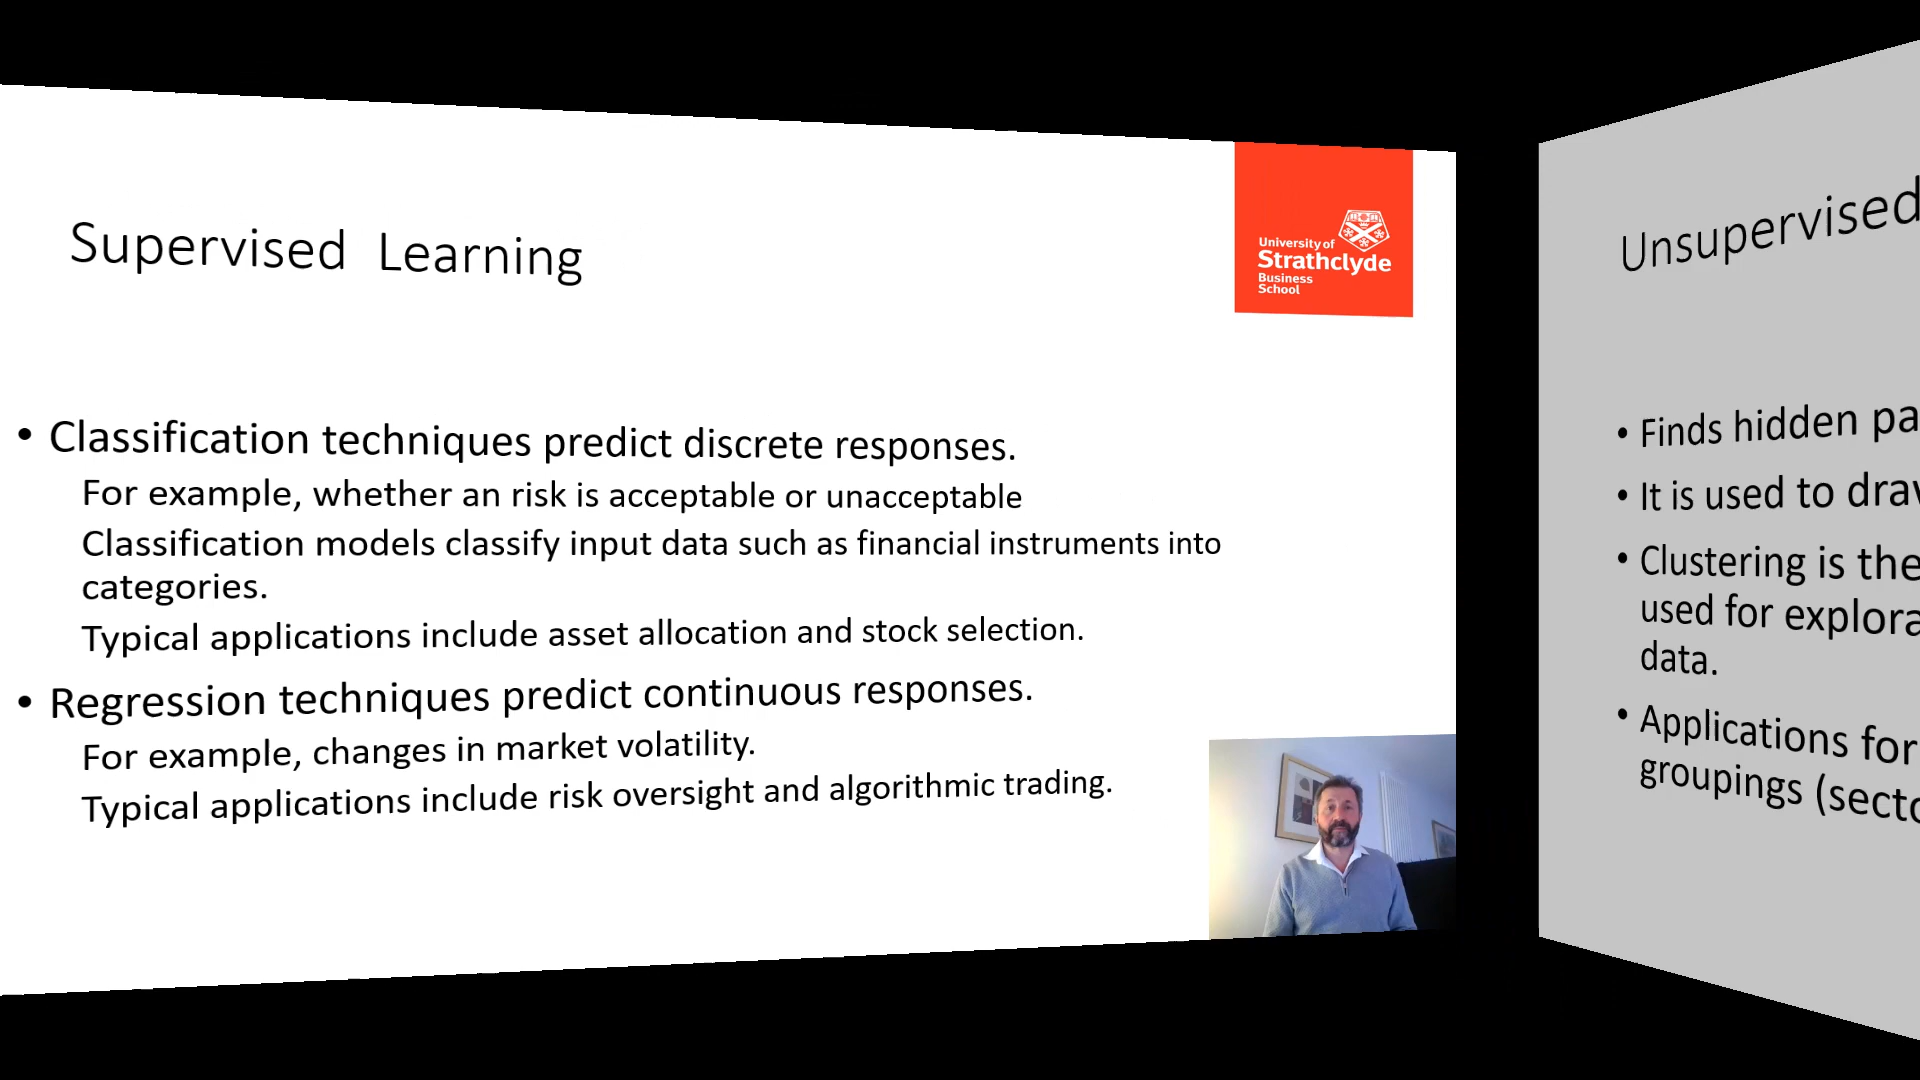 Supervised Learning
University of
Strathclyde
Business
School
• Classification techniques predict discrete responses.
For example, whether an risk is acceptable or unacceptable
Classification models classify input data such as financial instruments into
categories.
Typical applications include asset allocation and stock selection.
• Regression techniques predict continuous responses.
For example, changes in market volatility.
Typical applications include risk oversight and algorithmic trading.
Unsupervised
• Finds hidden
• It is used to
• Clustering is the
used for
data.
• Applications for
groupings